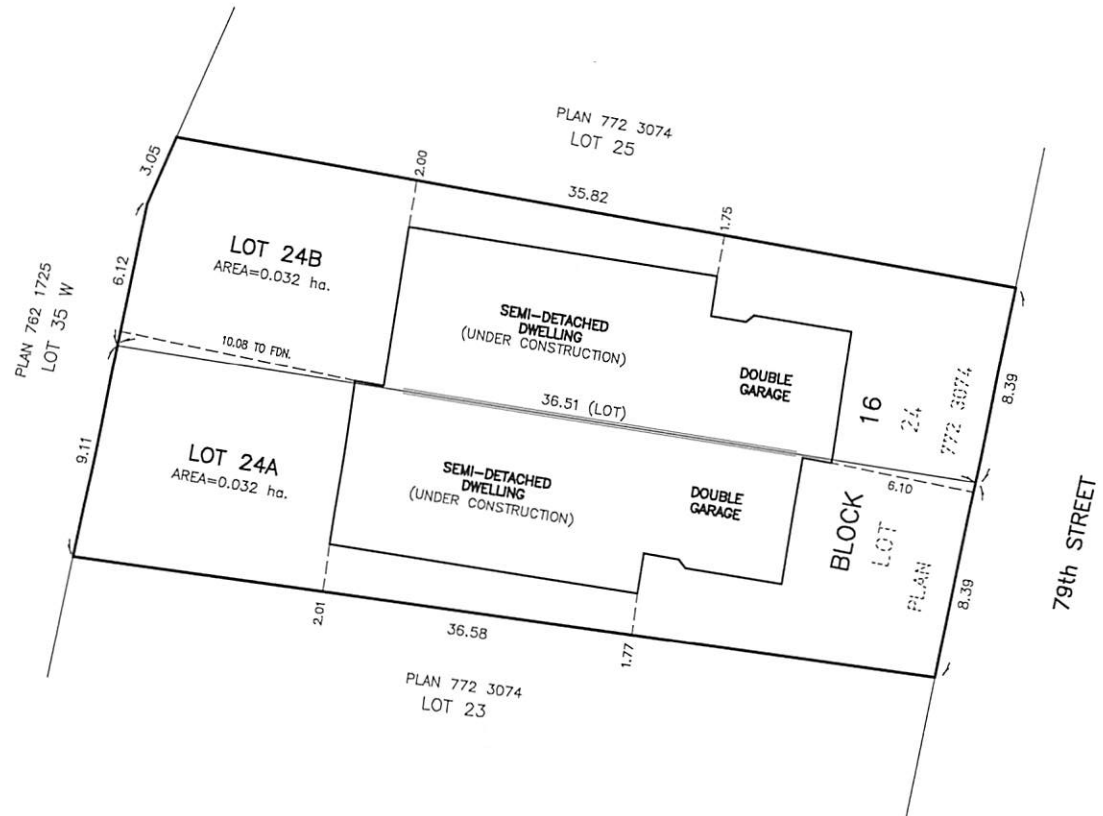 PLAN 772 3074
LOT 25
3.05
2.00
35.82
1.75
LOT 24B
AREA=0.032 ha.
6.12
PLAN 762 1725
LOT 35 W
SEMI-DETACHED
DWELLING
(UNDER CONSTRUCTION)
DOUBLE
GARAGE
10.08 TO FDN.
36.51 (LOT)
16
24
772 3074
8.39
9.11
LOT 24A
AREA=0.032 ha.
SEMI-DETACHED
DWELLING
(UNDER CONSTRUCTION)
DOUBLE
GARAGE
6.10
BLOCK
LOT
PLAN
8.39
79th STREET
2.01
36.58
1.77
PLAN 772 3074
LOT 23